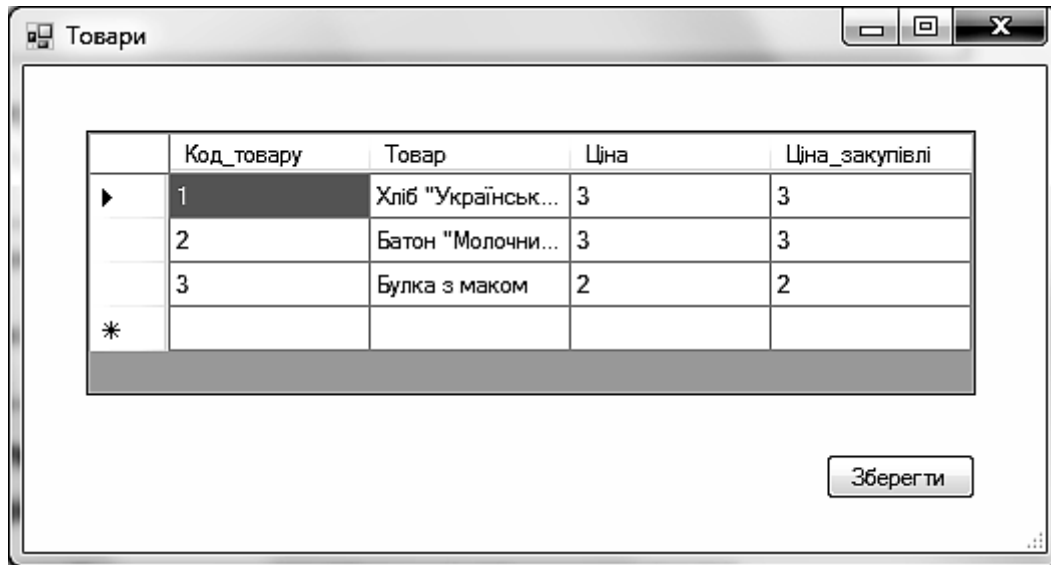 Товари
Код_товару Товар Ціна Ціна_закупівлі
1 Хліб "Українськ... 3 3
2 Батон "Молочни... 3 3
3 Булка з маком 2 2
Зберегти